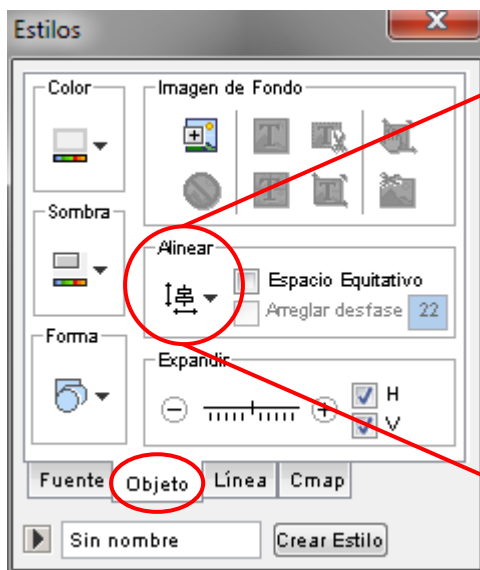 Estilos
Color
Imagen de Fondo
Sombra
Alinear
Espacio Equitativo
Arreglar desfase 22
Forma
Expandir
H
V
Fuente Objeto Línea Cmap
Sin nombre Crear Estilo